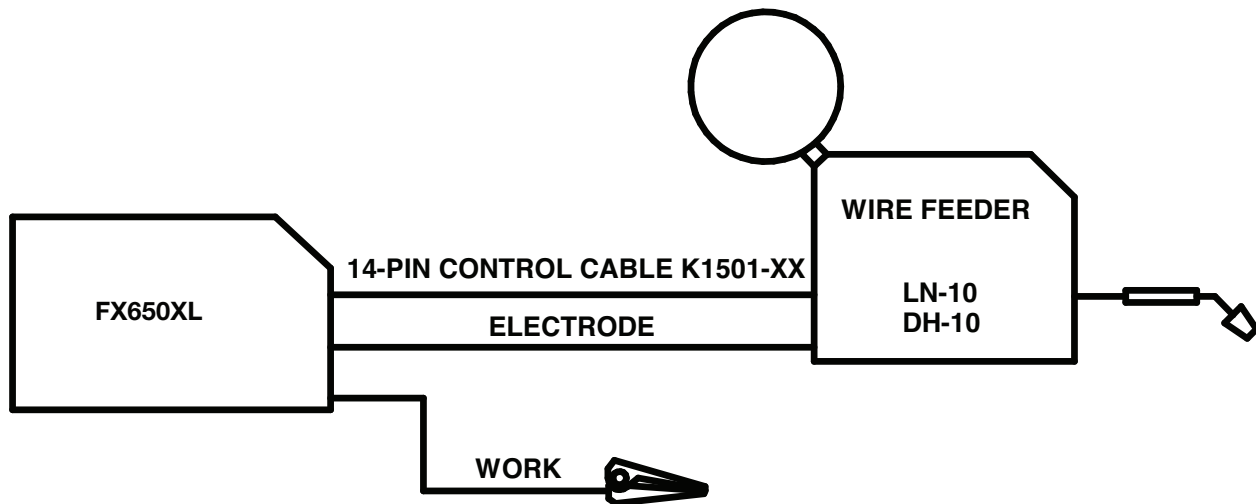 WIRE FEEDER
14-PIN CONTROL CABLE K1501-XX
LN-10
FX650XL
DH-10
ELECTRODE
WORK